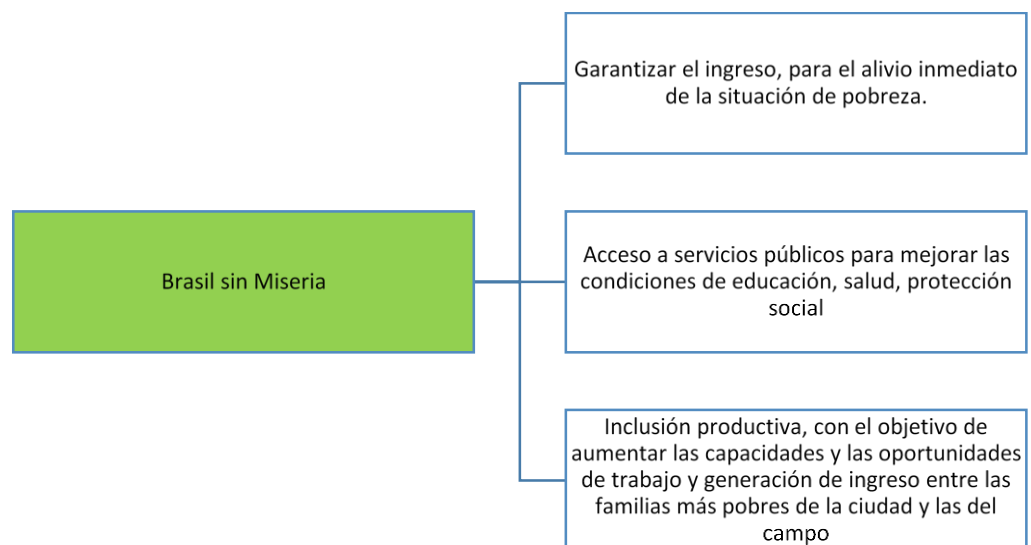 Garantizar el ingreso, para el alivio inmediato
de la situación de pobreza.
Brasil sin Miseria
Acceso a servicios públicos para mejorar las
condiciones de educación, salud, protección
social
Inclusión productiva, con el objetivo de
aumentar las capacidades y las oportunidades
de trabajo y generación de ingreso entre las
familias más pobres de la ciudad y las del
campo